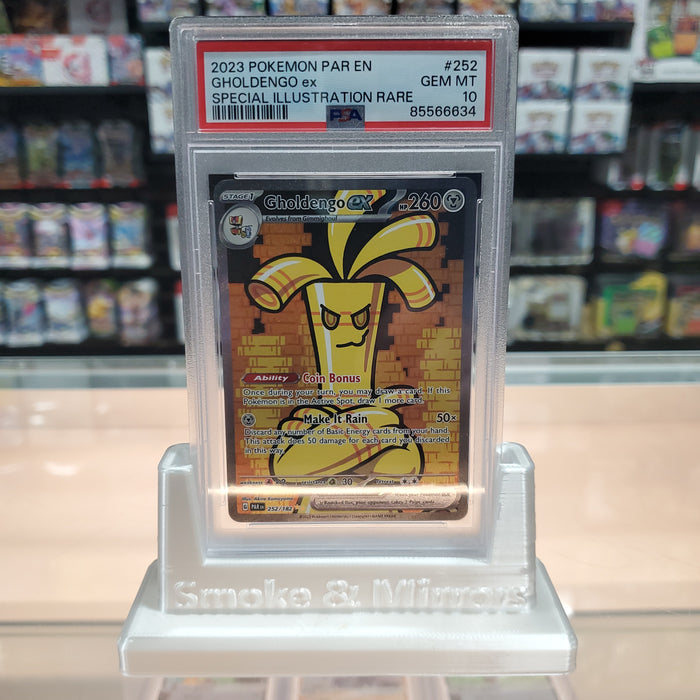 2023 POKEMON PAR EN #252
GHOLDENGO ex GEM MT
SPECIAL ILLUSTRATION RARE 10
PSA 85566634
STAGE 1 Gholdengo ex HP 260
Evolves from Gimmighoul
Ability Coin Bonus
Once during your turn, you may draw a card. If this
Pokémon is in the Active Spot, draw 1 more card.
Make It Rain 50×
Discard any number of Basic Energy cards from your hand.
This attack does 50 damage for each card you discarded
in this way.
30
PAR EN 252/182
Smoke & Mirrors